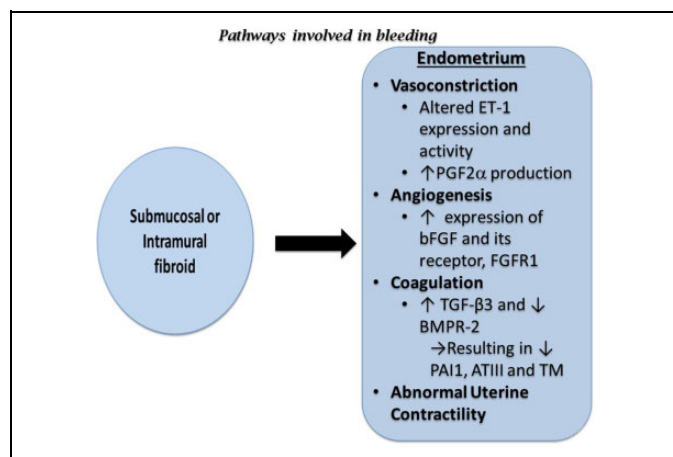 Pathways involved in bleeding
Submucosal or
Intramural
fibroid
Endometrium
• Vasoconstriction
• Altered ET-1
expression and
activity
• ↑PGF2α production
• Angiogenesis
• ↑ expression of
bFGF and its
receptor, FGFR1
• Coagulation
• ↑ TGF-β3 and ↓
BMPR-2
→Resulting in ↓
PAI1, ATIII and TM
• Abnormal Uterine
Contractility